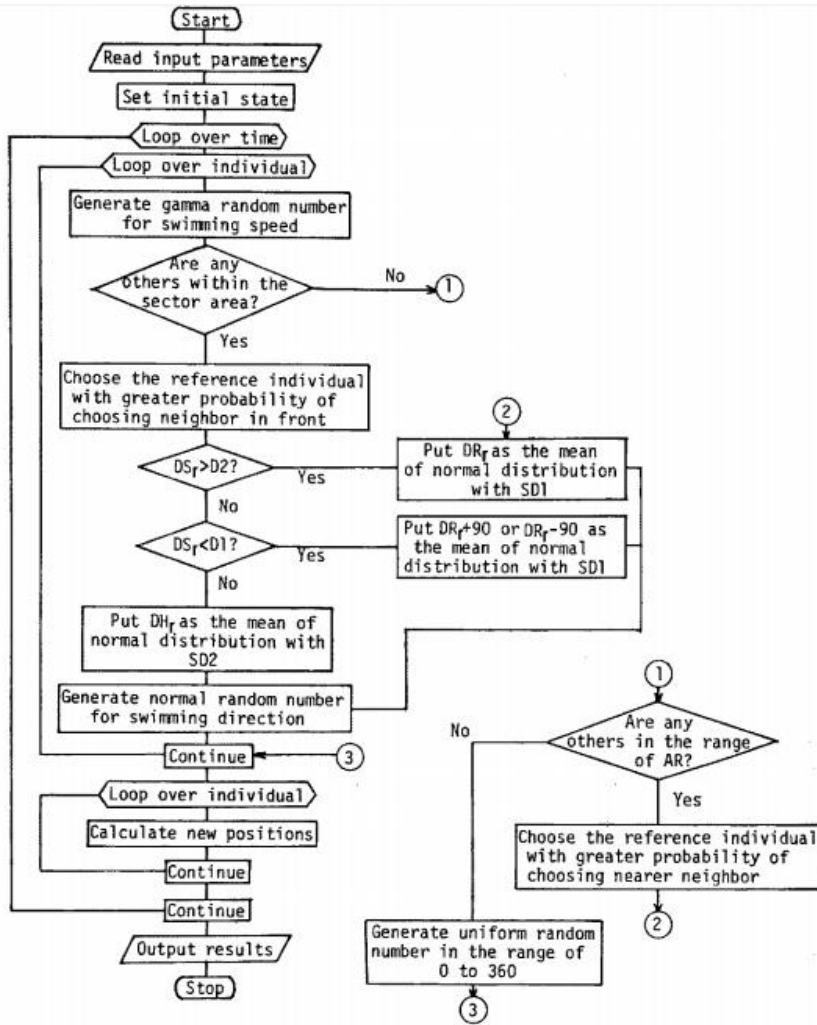 Start
Read input parameters
Set initial state
Loop over time
Loop over individual
Generate gamma random number
for swimming speed
Are any
others within the
sector area?
No
1
Yes
Choose the reference individual
with greater probability of
choosing neighbor in front
2
DSr>D2?
Yes
Put DRr as the mean
of normal distribution
with SD1
No
DSr<D1?
Yes
Put DRr+90 or DRr-90 as
the mean of normal
distribution with SD1
No
Put DHr as the mean of
normal distribution with
SD2
Generate normal random number
for swimming direction
Continue
3
Loop over individual
Calculate new positions
Continue
Continue
Output results
Stop
1
Are any
others in the range
of AR?
No
Yes
Choose the reference individual
with greater probability of
choosing nearer neighbor
2
Generate uniform random
number in the range of
0 to 360
3